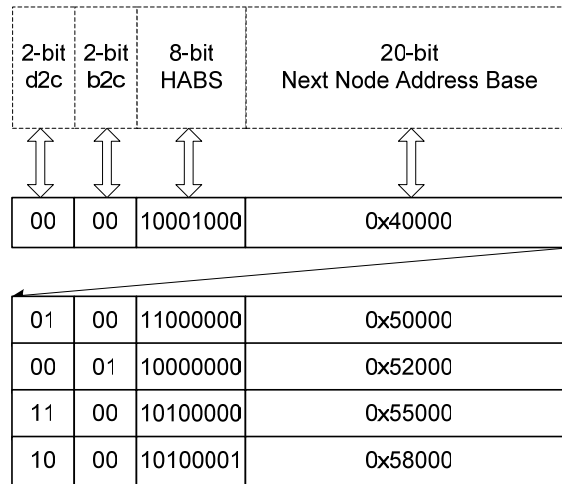 2-bit d2c 2-bit b2c 8-bit HABS 20-bit Next Node Address Base
00 00 10001000 0x40000
01 00 11000000 0x50000
00 01 10000000 0x52000
11 00 10100000 0x55000
10 00 10100001 0x58000